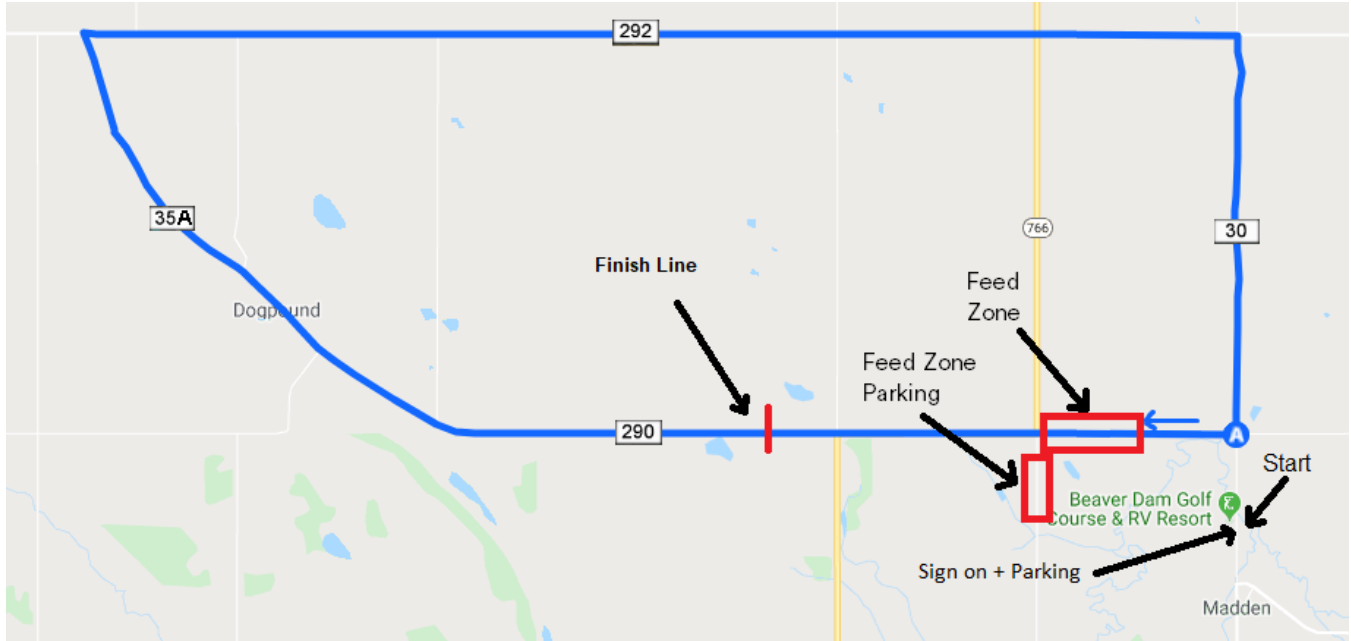 292
35A
766
30
Finish Line
Feed
Zone
Dogpound
Feed Zone
Parking
290
A
Start
Beaver Dam Golf
Course & RV Resort
Sign on + Parking
Madden